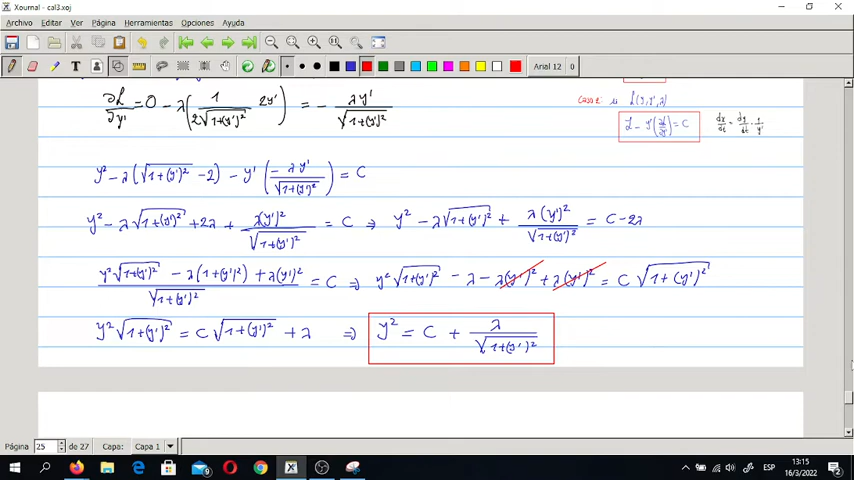 Xournal - cal3.xoj
Archivo Editar Ver Página Herramientas Opciones Ayuda
Arial 12 0
∂L/∂y' = 0 - λ(1/(2√(1+(y')²)) 2y') = - λy'/√(1+(y')²)
Caso 2: si L(y,y',λ)
L - y'(∂L/∂y') = C
y² - λ(√(1+(y')²) - 2) - y'(-λy'/√(1+(y')²)) = C
y² - λ√(1+(y')²) + 2λ + λ(y')²/√(1+(y')²) = C ⇒ y² - λ√(1+(y')²) + λ(y')²/√(1+(y')²) = C - 2λ
(y²√(1+(y')²) - λ(1+(y')²) + λ(y')²)/√(1+(y')²) = C ⇒ y²√(1+(y')²) - λ - λ(y')² + λ(y')² = C√(1+(y')²)
y²√(1+(y')²) = C√(1+(y')²) + λ ⇒ y² = C + λ/√(1+(y')²)
Página 25 de 27 Capa: Capa 1
ESP
13:15
16/3/2022